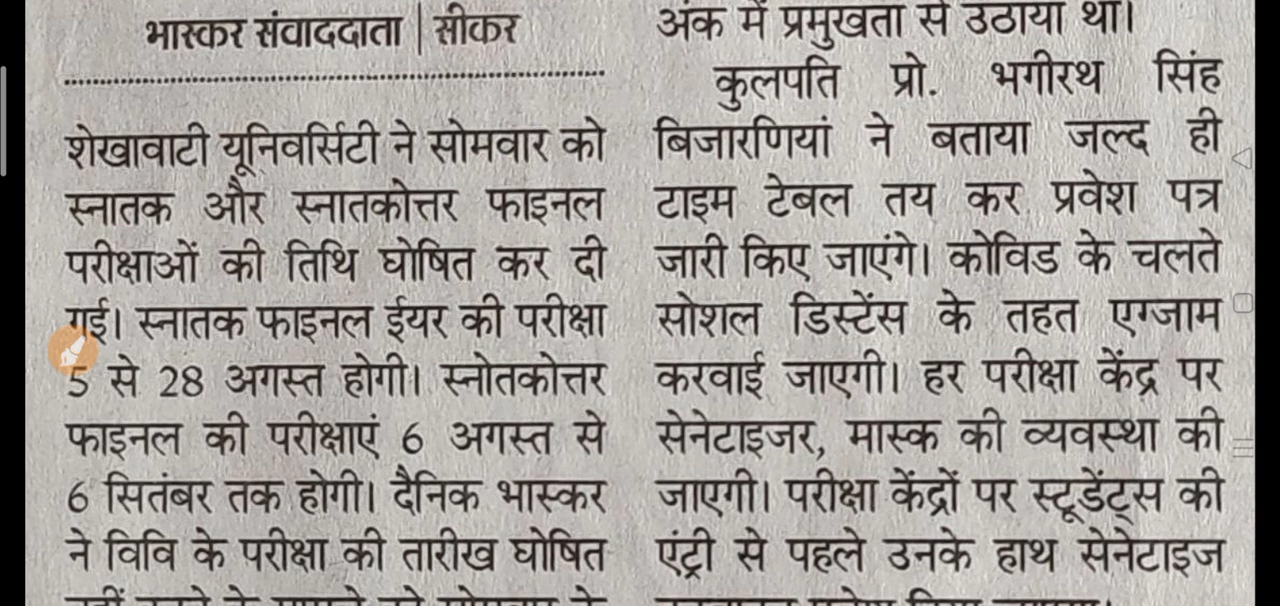 भास्कर संवाददाता | सीकर
शेखावाटी यूनिवर्सिटी ने सोमवार को
स्नातक और स्नातकोत्तर फाइनल
परीक्षाओं की तिथि घोषित कर दी
गई। स्नातक फाइनल ईयर की परीक्षा
5 से 28 अगस्त होगी। स्नोतकोत्तर
फाइनल की परीक्षाएं 6 अगस्त से
6 सितंबर तक होगी। दैनिक भास्कर
ने विवि के परीक्षा की तारीख घोषित
अंक में प्रमुखता से उठाया था।
कुलपति प्रो. भगीरथ सिंह
बिजारणियां ने बताया जल्द ही
टाइम टेबल तय कर प्रवेश पत्र
जारी किए जाएंगे। कोविड के चलते
सोशल डिस्टेंस के तहत एग्जाम
करवाई जाएगी। हर परीक्षा केंद्र पर
सेनेटाइजर, मास्क की व्यवस्था की
जाएगी। परीक्षा केंद्रों पर स्टूडेंट्स की
एंट्री से पहले उनके हाथ सेनेटाइज